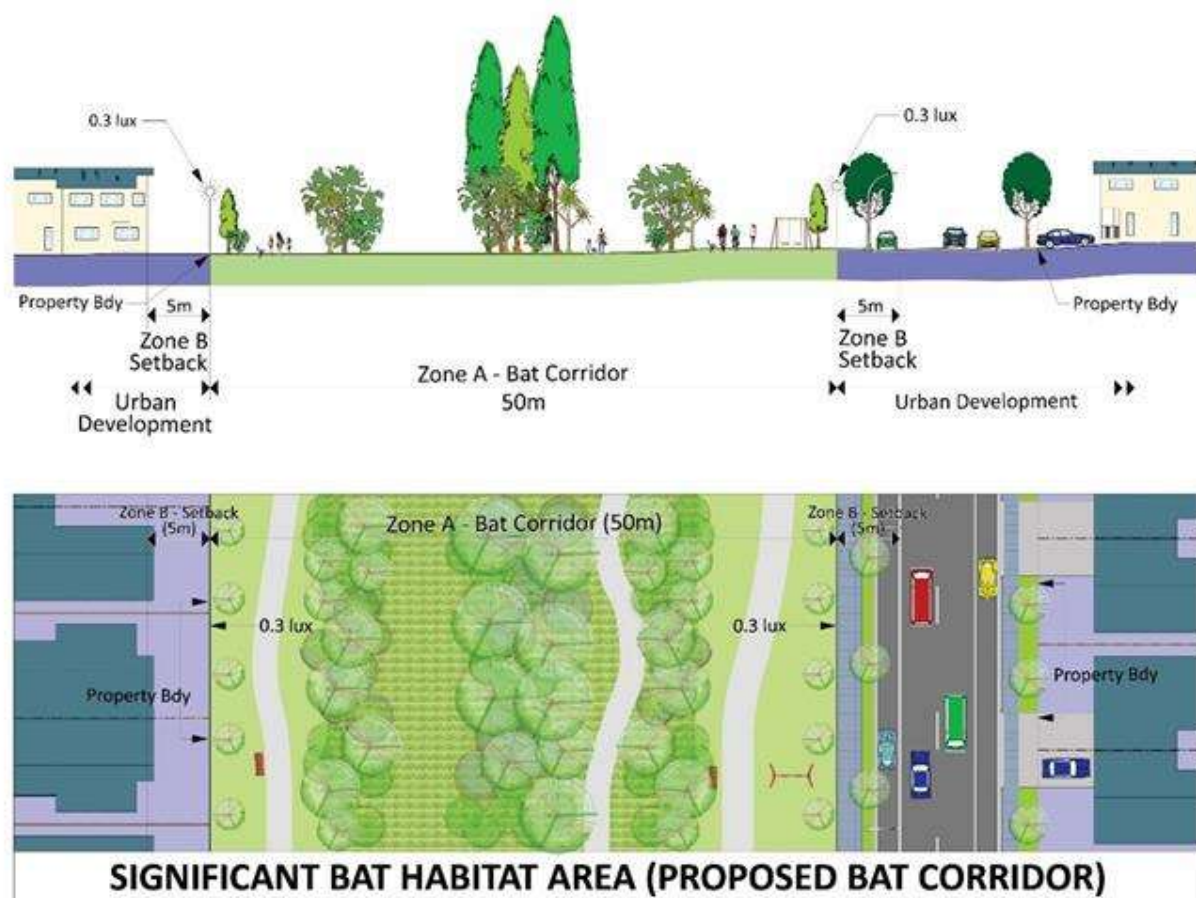 0.3 lux
0.3 lux
Property Bdy
5m
Zone B
Setback
Urban
Development
Zone A - Bat Corridor
50m
5m
Zone B
Setback
Property Bdy
Urban Development
Zone B - Setback
(5m)
Zone A - Bat Corridor (50m)
Zone B - Setback
(5m)
0.3 lux
0.3 lux
Property Bdy
Property Bdy
SIGNIFICANT BAT HABITAT AREA (PROPOSED BAT CORRIDOR)